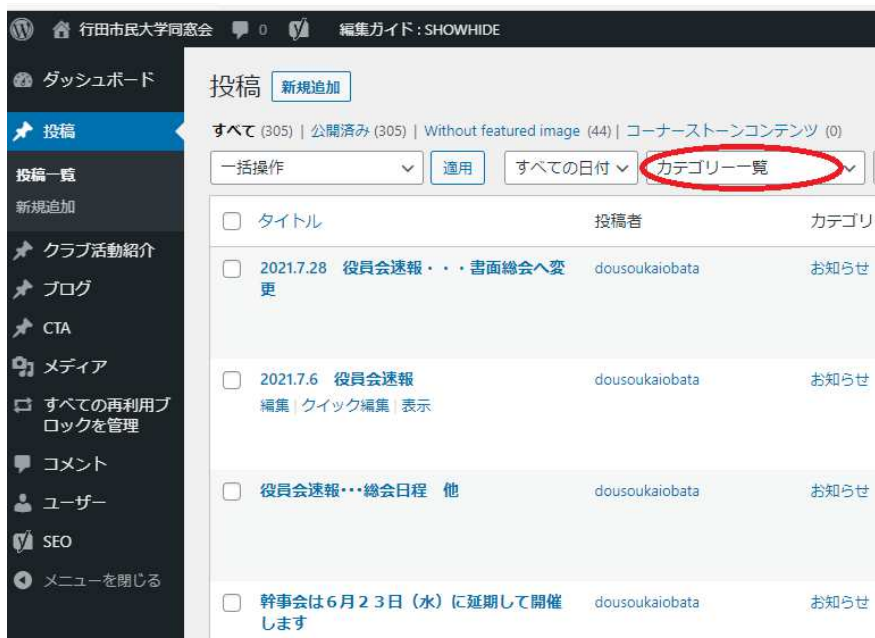 行田市民大学同窓会 0 編集ガイド : SHOWHIDE
ダッシュボード
投稿
投稿一覧
新規追加
クラブ活動紹介
ブログ
CTA
メディア
すべての再利用ブ
ロックを管理
コメント
ユーザー
SEO
メニューを閉じる
投稿 新規追加
すべて (305) | 公開済み (305) | Without featured image (44) | コーナーストーンコンテンツ (0)
一括操作 適用 すべての日付 カテゴリー一覧
タイトル 投稿者 カテゴリ
2021.7.28 役員会速報・・・書面総会へ変
更 dousoukaiobata お知らせ
2021.7.6 役員会速報 dousoukaiobata お知らせ
編集 | クイック編集 | 表示
役員会速報・・・総会日程 他 dousoukaiobata お知らせ
幹事会は6月23日（水）に延期して開催
します dousoukaiobata お知らせ